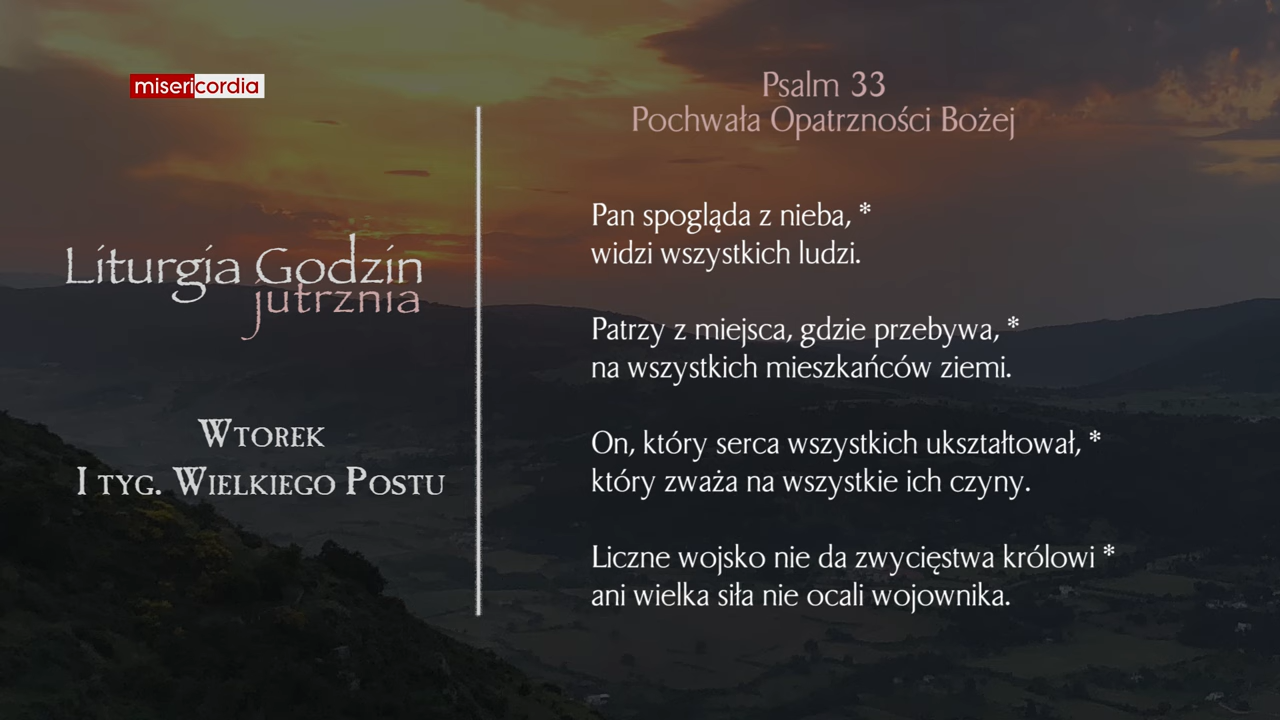 misericordia
Liturgia Godzin
jutrznia
Wtorek
I tyg. Wielkiego Postu
Psalm 33
Pochwała Opatrzności Bożej
Pan spogląda z nieba, *
widzi wszystkich ludzi.
Patrzy z miejsca, gdzie przebywa, *
na wszystkich mieszkańców ziemi.
On, który serca wszystkich ukształtował, *
który zważa na wszystkie ich czyny.
Liczne wojsko nie da zwycięstwa królowi *
ani wielka siła nie ocali wojownika.